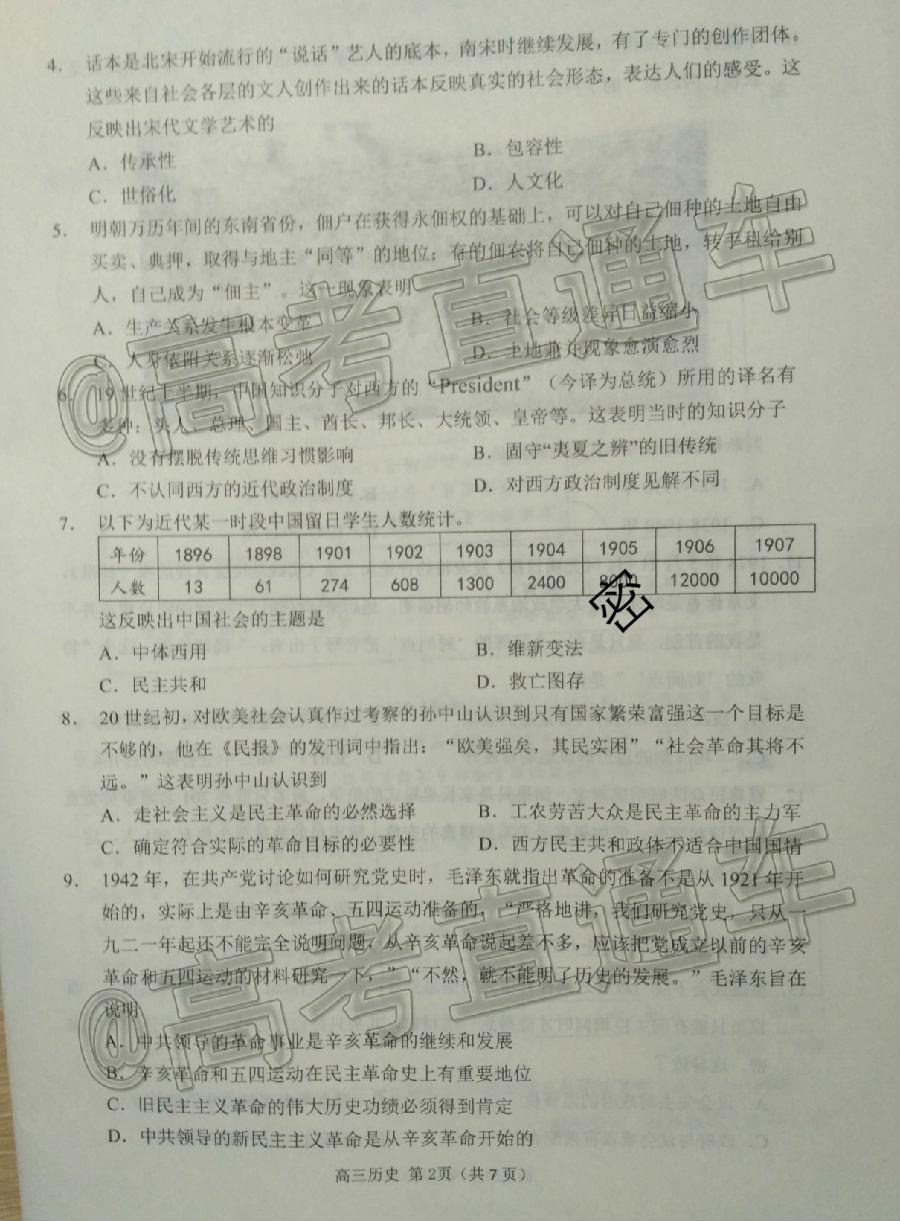 4. 话本是北宋开始流行的“说话”艺人的底本，南宋时继续发展，有了专门的创作团体。
这些来自社会各层的文人创作出来的话本反映真实的社会形态，表达人们的感受。这
反映出宋代文学艺术的
A．传承性 B．包容性
C．世俗化 D．人文化
5. 明朝万历年间的东南省份，佃户在获得永佃权的基础上，可以对自己佃种的土地自由
买卖、典押，取得与地主“同等”的地位；有的佃农将自己佃种的土地，转手租给别
人，自己成为“佃主”。这一现象表明
A．生产关系发生根本变革 B．社会等级差异日益缩小
C．人身依附关系逐渐松弛 D．土地兼并现象愈演愈烈
6. 19世纪上半期，中国知识分子对西方的“President”（今译为总统）所用的译名有
多种：头人、总理、国主、酋长、邦长、大统领、皇帝等。这表明当时的知识分子
A．没有摆脱传统思维习惯影响 B．固守“夷夏之辨”的旧传统
C．不认同西方的近代政治制度 D．对西方政治制度见解不同
7. 以下为近代某一时段中国留日学生人数统计。
年份 1896 1898 1901 1902 1903 1904 1905 1906 1907
人数 13 61 274 608 1300 2400 12000 10000
密
这反映出中国社会的主题是
A．中体西用 B．维新变法
C．民主共和 D．救亡图存
8. 20世纪初，对欧美社会认真作过考察的孙中山认识到只有国家繁荣富强这一个目标是
不够的，他在《民报》的发刊词中指出：“欧美强矣，其民实困”“社会革命其将不
远。”这表明孙中山认识到
A．走社会主义是民主革命的必然选择 B．工农劳苦大众是民主革命的主力军
C．确定符合实际的革命目标的必要性 D．西方民主共和政体不适合中国国情
9. 1942年，在共产党讨论如何研究党史时，毛泽东就指出革命的准备不是从1921年开
始的，实际上是由辛亥革命、五四运动准备的，“严格地讲，我们研究党史，只从一
九二一年起还不能完全说明问题。从辛亥革命说起差不多，应该把党成立以前的辛亥
革命和五四运动的材料研究一下，”“不然，就不能明了历史的发展。”毛泽东旨在
说明
A．中共领导的革命事业是辛亥革命的继续和发展
B．辛亥革命和五四运动在民主革命史上有重要地位
C．旧民主主义革命的伟大历史功绩必须得到肯定
D．中共领导的新民主主义革命是从辛亥革命开始的
高三历史 第2页（共7页）
@高考直通车
@高考直通车